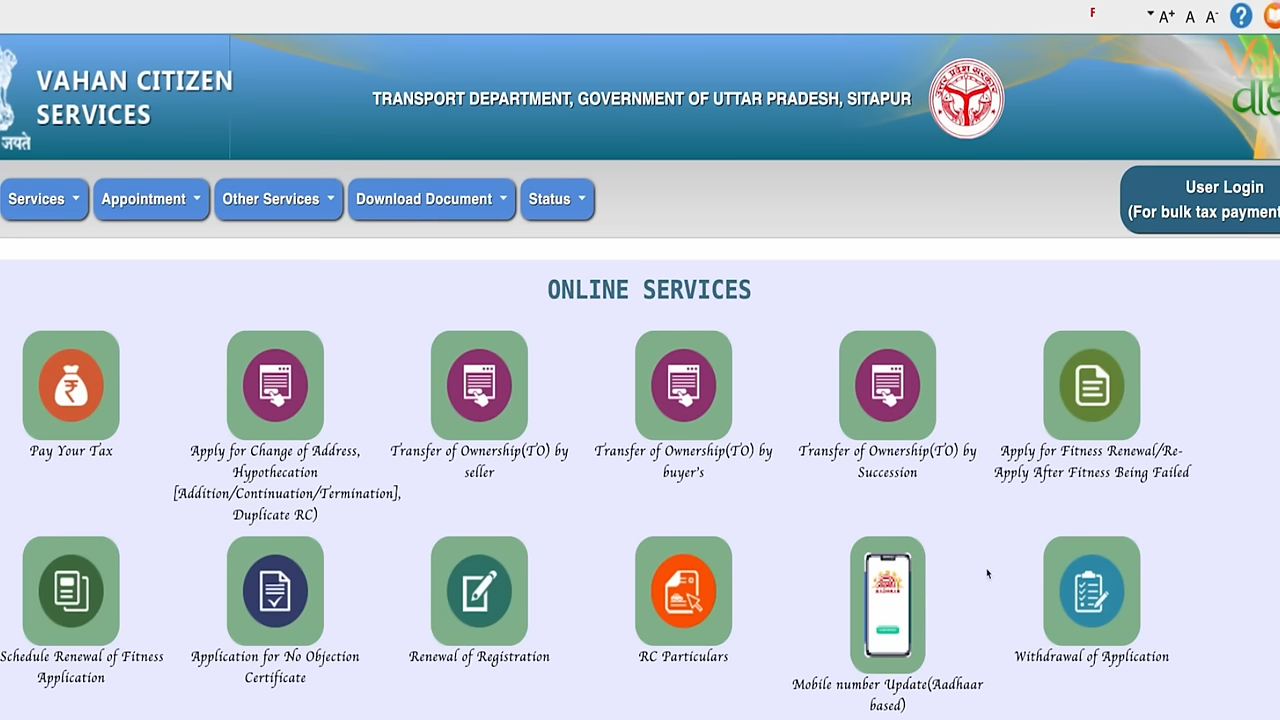 A+ A A- ?
VAHAN CITIZEN
SERVICES
जयते
TRANSPORT DEPARTMENT, GOVERNMENT OF UTTAR PRADESH, SITAPUR
Services
Appointment
Other Services
Download Document
Status
User Login
(For bulk tax payment
ONLINE SERVICES
Pay Your Tax
Apply for Change of Address,
Hypothecation
[Addition/Continuation/Termination],
Duplicate RC)
Transfer of Ownership(TO) by
seller
Transfer of Ownership(TO) by
buyer's
Transfer of Ownership(TO) by
Succession
Apply for Fitness Renewal/Re-
Apply After Fitness Being Failed
Schedule Renewal of Fitness
Application
Application for No Objection
Certificate
Renewal of Registration
RC Particulars
Mobile number Update(Aadhaar
based)
Withdrawal of Application